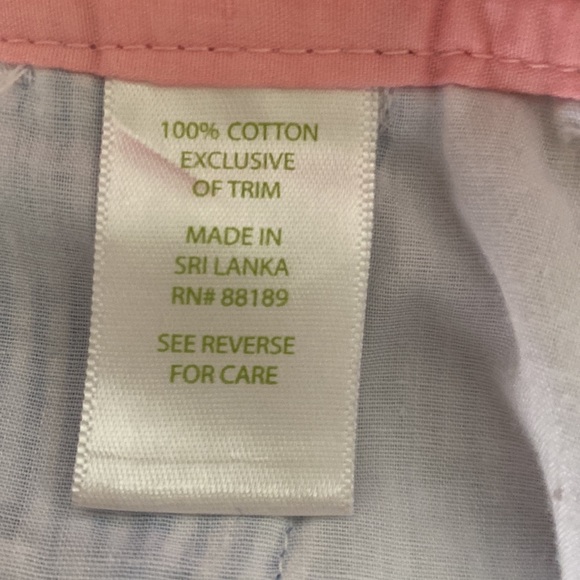 100% COTTON
EXCLUSIVE
OF TRIM
MADE IN
SRI LANKA
RN# 88189
SEE REVERSE
FOR CARE